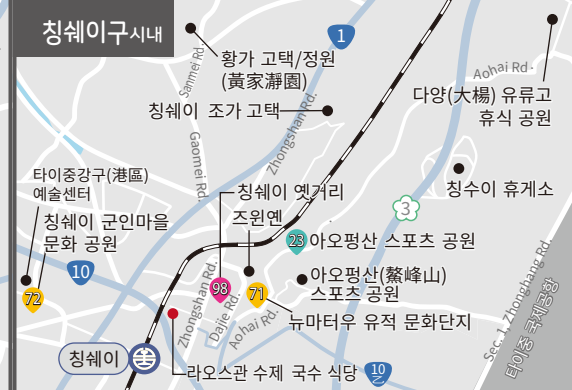 칭쉐이구시내
황가 고택/정원
(黃家瀞園)
1
Sanmei Rd.
Aohai Rd.
다양(大楊) 유류고
휴식 공원
칭쉐이 조가 고택
Zhongshan Rd.
Gaomei Rd.
타이중강구(港區)
예술센터
칭쉐이 옛거리
칭수이 휴게소
칭쉐이 군인마을
문화 공원
즈윈옌
3
23 아오펑산 스포츠 공원
10
72
98
71
아오펑산(鰲峰山)
스포츠 공원
Zhongshan Rd.
Dajie Rd.
Aohai Rd.
뉴마터우 유적 문화단지
Sec. 1, Zhonghang Rd.
타이중 국제공항
칭쉐이
라오스관 수제 국수 식당
10
乙